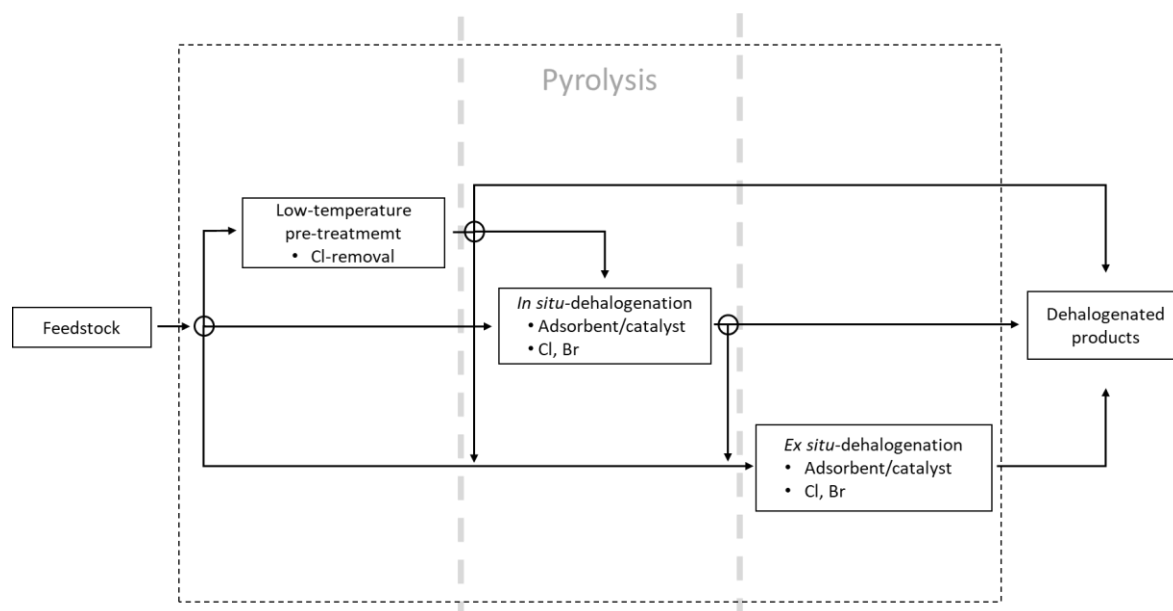 Pyrolysis
Low-temperature
pre-treatmemt
• Cl-removal
Feedstock
In situ-dehalogenation
• Adsorbent/catalyst
• Cl, Br
Dehalogenated
products
Ex situ-dehalogenation
• Adsorbent/catalyst
• Cl, Br